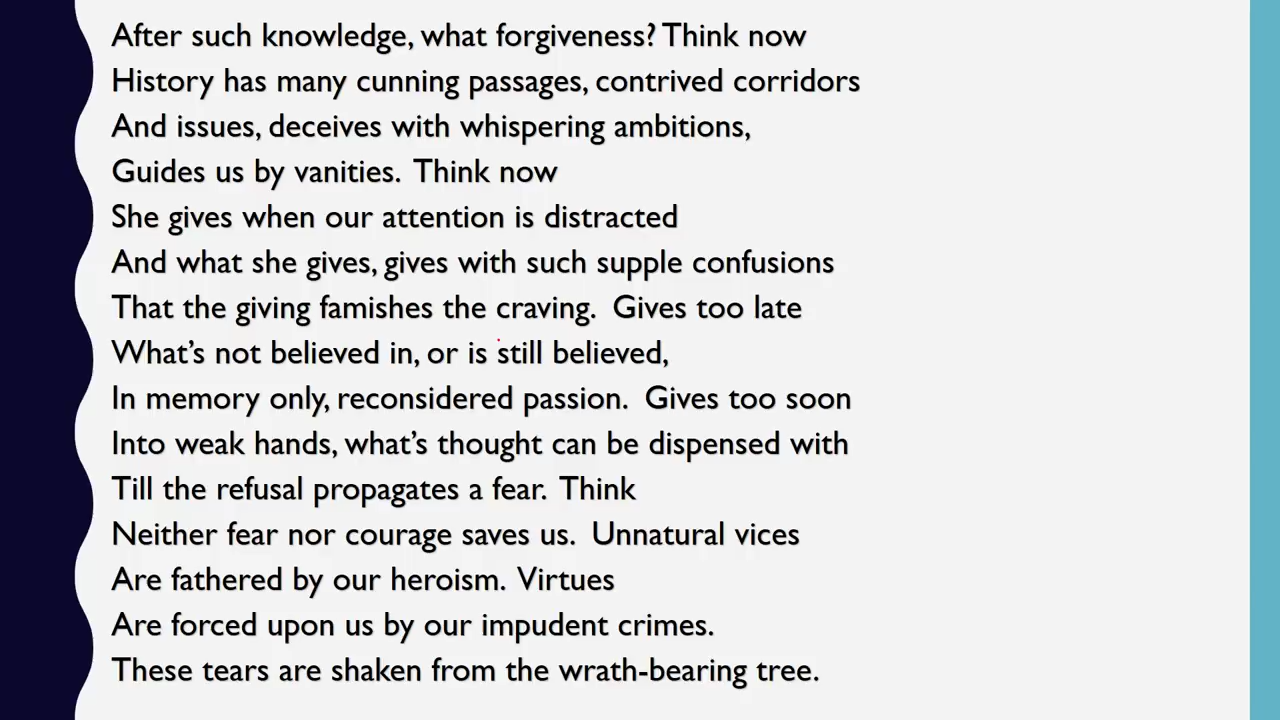 After such knowledge, what forgiveness? Think now
History has many cunning passages, contrived corridors
And issues, deceives with whispering ambitions,
Guides us by vanities. Think now
She gives when our attention is distracted
And what she gives, gives with such supple confusions
That the giving famishes the craving. Gives too late
What’s not believed in, or is still believed,
In memory only, reconsidered passion. Gives too soon
Into weak hands, what’s thought can be dispensed with
Till the refusal propagates a fear. Think
Neither fear nor courage saves us. Unnatural vices
Are fathered by our heroism. Virtues
Are forced upon us by our impudent crimes.
These tears are shaken from the wrath-bearing tree.